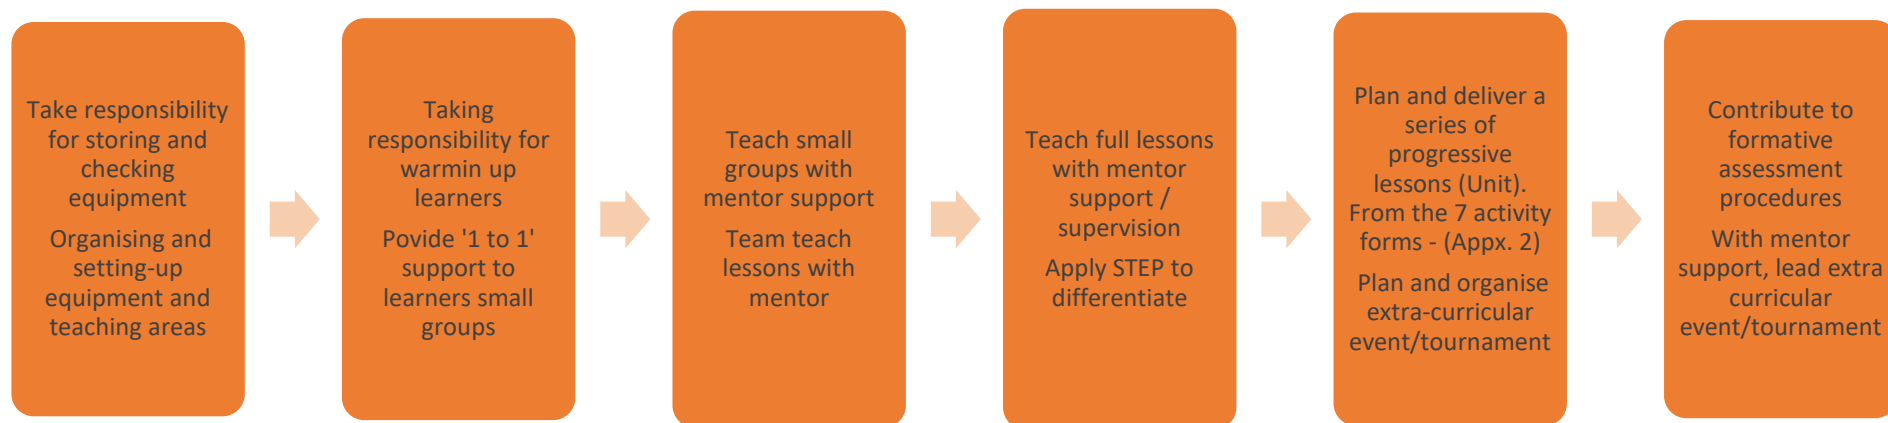 Take responsibility
for storing and
checking
equipment
Organising and
setting-up
equipment and
teaching areas
Taking
responsibility for
warmin up
learners
Povide '1 to 1'
support to
learners small
groups
Teach small
groups with
mentor support
Team teach
lessons with
mentor
Teach full lessons
with mentor
support /
supervision
Apply STEP to
differentiate
Plan and deliver a
series of
progressive
lessons (Unit).
From the 7 activity
forms - (Appx. 2)
Plan and organise
extra-curricular
event/tournament
Contribute to
formative
assessment
procedures
With mentor
support, lead extra
curricular
event/tournament